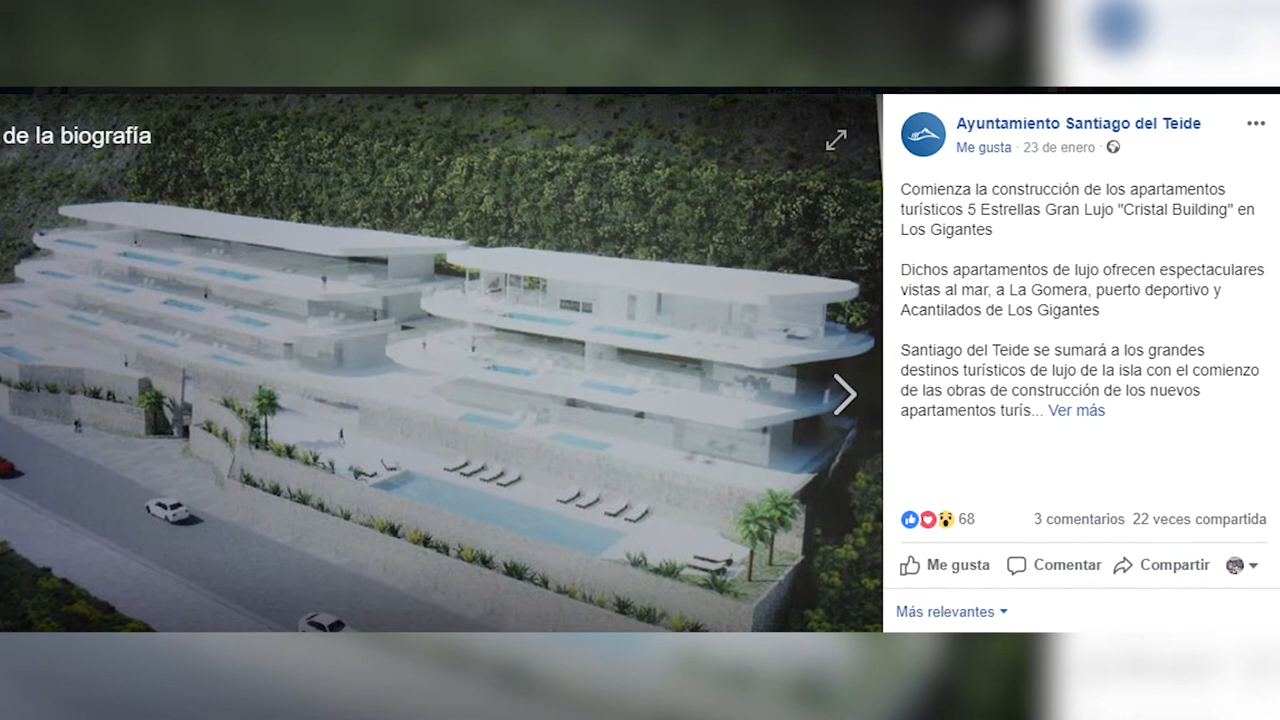 de la biografía
Ayuntamiento Santiago del Teide
Me gusta · 23 de enero ·
Comienza la construcción de los apartamentos
turísticos 5 Estrellas Gran Lujo "Cristal Building" en
Los Gigantes
Dichos apartamentos de lujo ofrecen espectaculares
vistas al mar, a La Gomera, puerto deportivo y
Acantilados de Los Gigantes
Santiago del Teide se sumará a los grandes
destinos turísticos de lujo de la isla con el comienzo
de las obras de construcción de los nuevos
apartamentos turís... Ver más
68 3 comentarios 22 veces compartida
Me gusta Comentar Compartir
Más relevantes